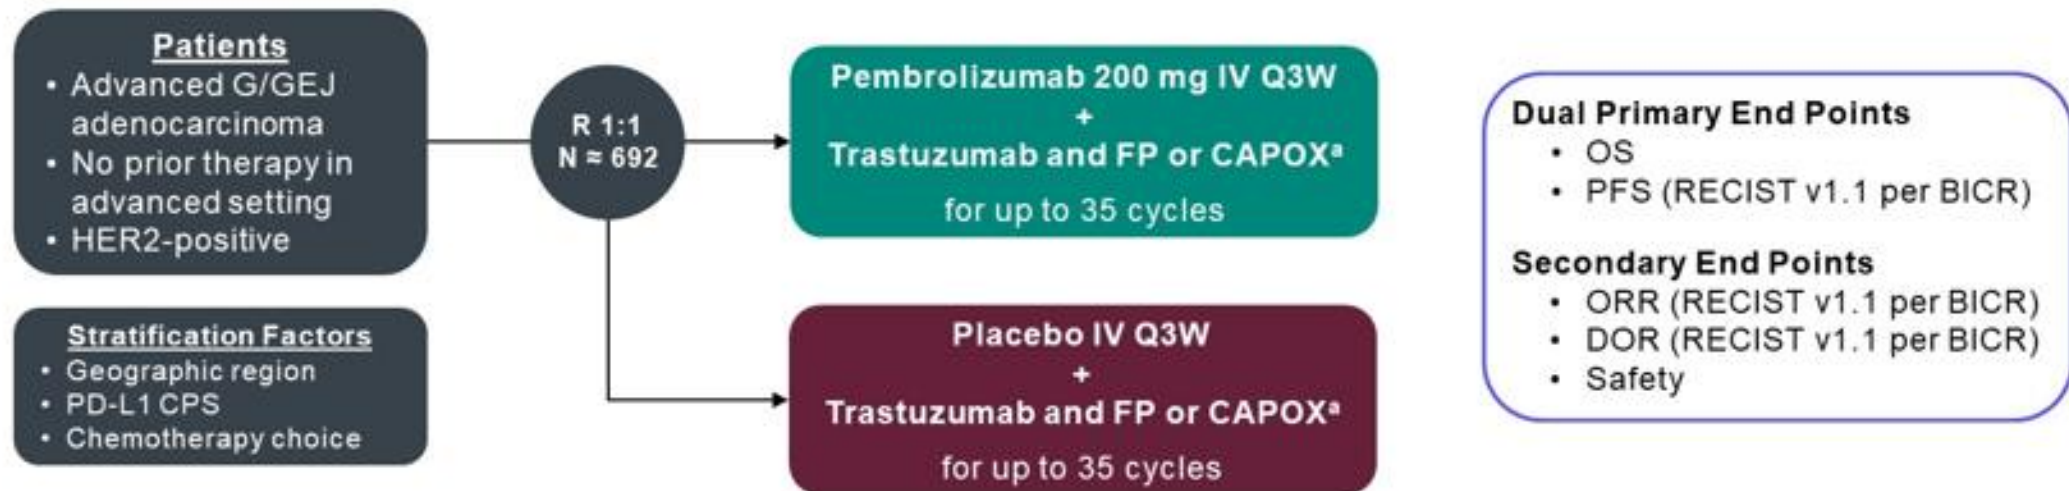 Patients
• Advanced G/GEJ
adenocarcinoma
• No prior therapy in
advanced setting
• HER2-positive
Stratification Factors
• Geographic region
• PD-L1 CPS
• Chemotherapy choice
R 1:1
N ≈ 692
Pembrolizumab 200 mg IV Q3W
+
Trastuzumab and FP or CAPOXª
for up to 35 cycles
Placebo IV Q3W
+
Trastuzumab and FP or CAPOXª
for up to 35 cycles
Dual Primary End Points
• OS
• PFS (RECIST v1.1 per BICR)
Secondary End Points
• ORR (RECIST v1.1 per BICR)
• DOR (RECIST v1.1 per BICR)
• Safety